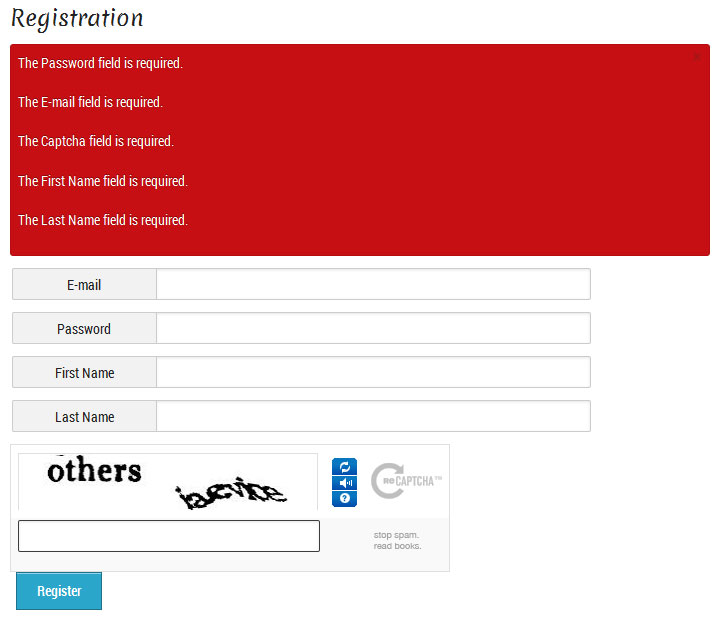 Registration
The Password field is required.
The E-mail field is required.
The Captcha field is required.
The First Name field is required.
The Last Name field is required.
E-mail
Password
First Name
Last Name
others
ReCAPTCHA™
stop spam.
read books.
Register